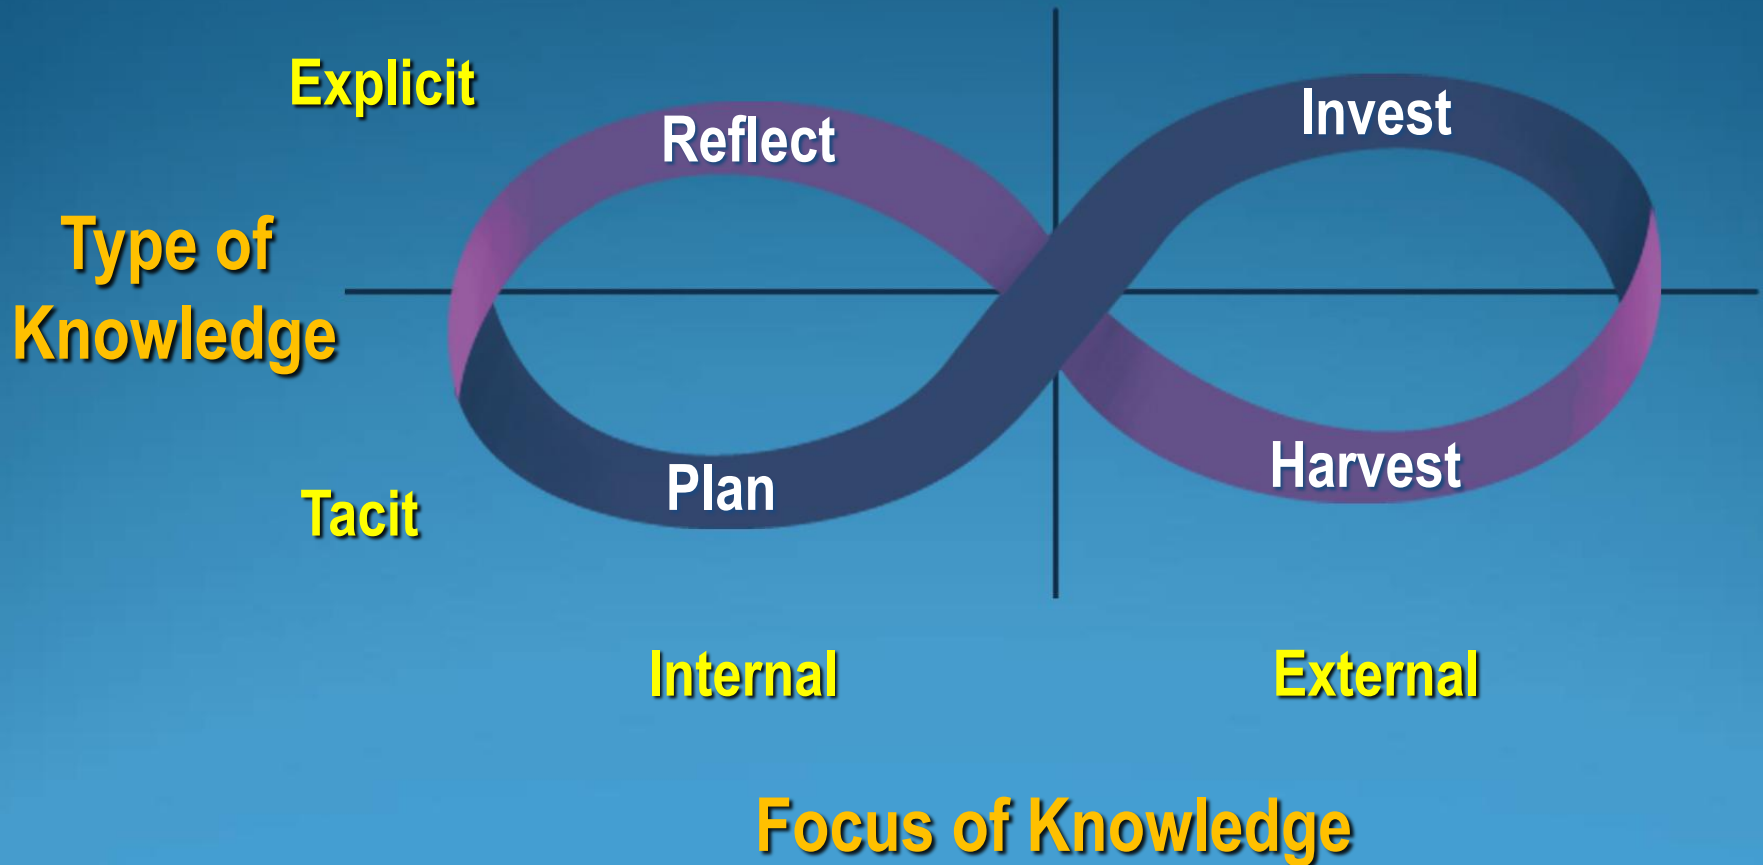 Explicit
Reflect
Invest
Type of
Knowledge
Plan
Harvest
Tacit
Internal
External
Focus of Knowledge